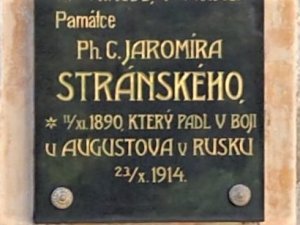 Památce
Ph. C. JAROMÍRA
STRÁNSKÉHO,
* 11/XI. 1890, KTERÝ PADL V BOJI
U AUGUSTOVA V RUSKU
23/X. 1914.